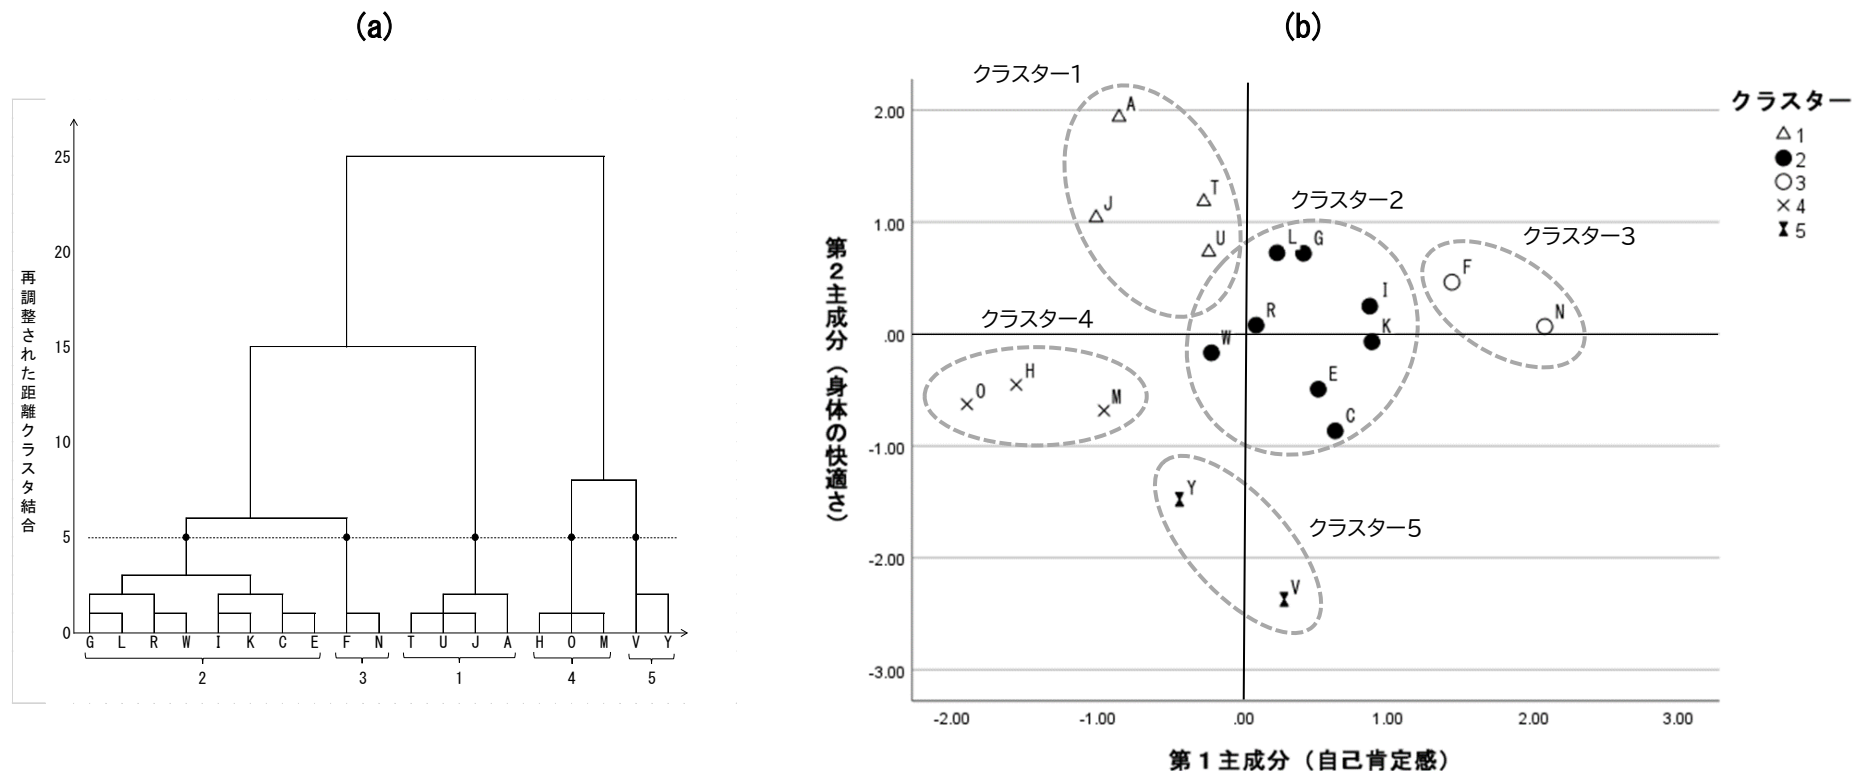 (a)
再調整された距離クラスタ結合
25
20
15
10
5
0
G L R W I K C E F N T U J A H O M V Y
2 3 1 4 5
(b)
クラスター1
クラスター2
クラスター3
クラスター4
クラスター5
A
J
T
U
L
G
I
K
R
W
E
C
F
N
O
H
M
Y
V
クラスター
1
2
3
4
5
第2主成分(身体の快適さ)
2.00
1.00
.00
-1.00
-2.00
-3.00
-2.00 -1.00 .00 1.00 2.00 3.00
第1主成分(自己肯定感)